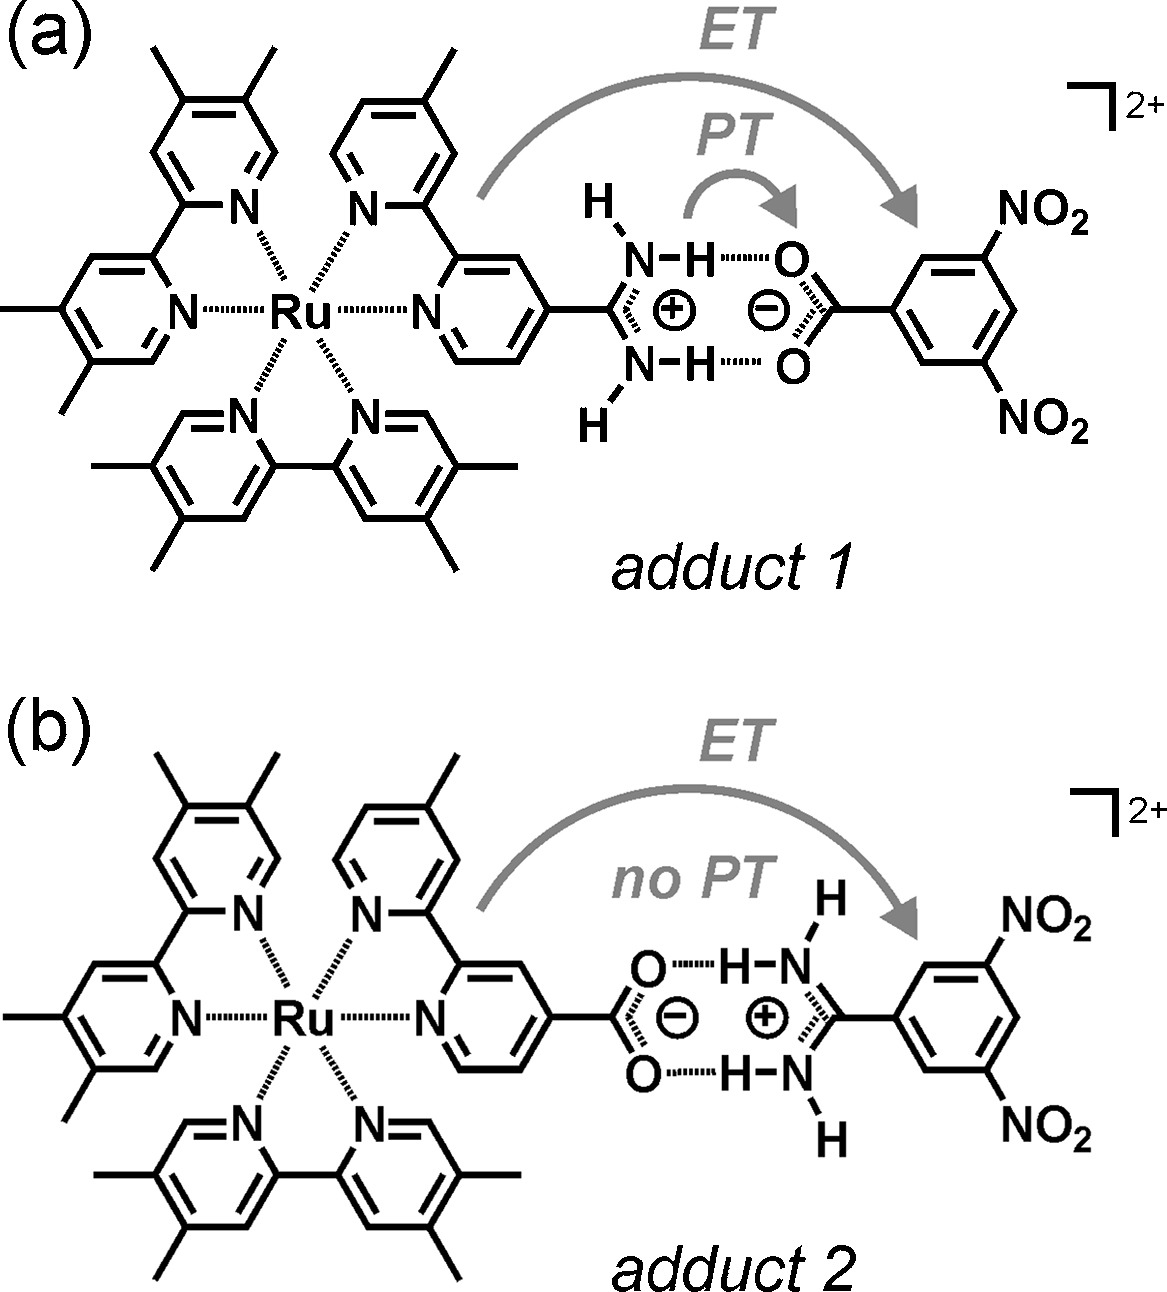 (a)
ET
PT
2+
N
N
N
N
N
N
Ru
H
N-H
O
NO2
+
−
N-H
O
H
NO2
adduct 1
(b)
ET
no PT
2+
N
N
N
N
N
N
Ru
O
H-N
H
NO2
−
+
O
H-N
H
NO2
adduct 2